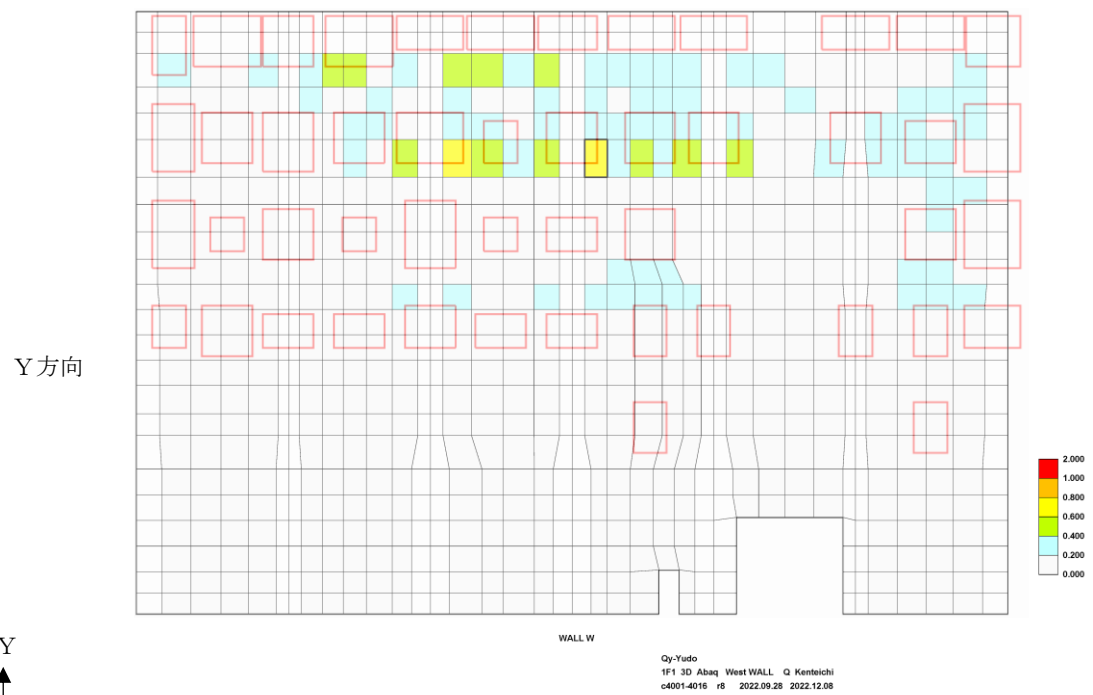 Ｙ方向
2.000
1.000
0.800
0.600
0.400
0.200
0.000
WALL W
Y
Qy-Yudo
1F1 3D Abaq West WALL Q Kenteichi
c4001-4016 r8 2022.09.28 2022.12.08